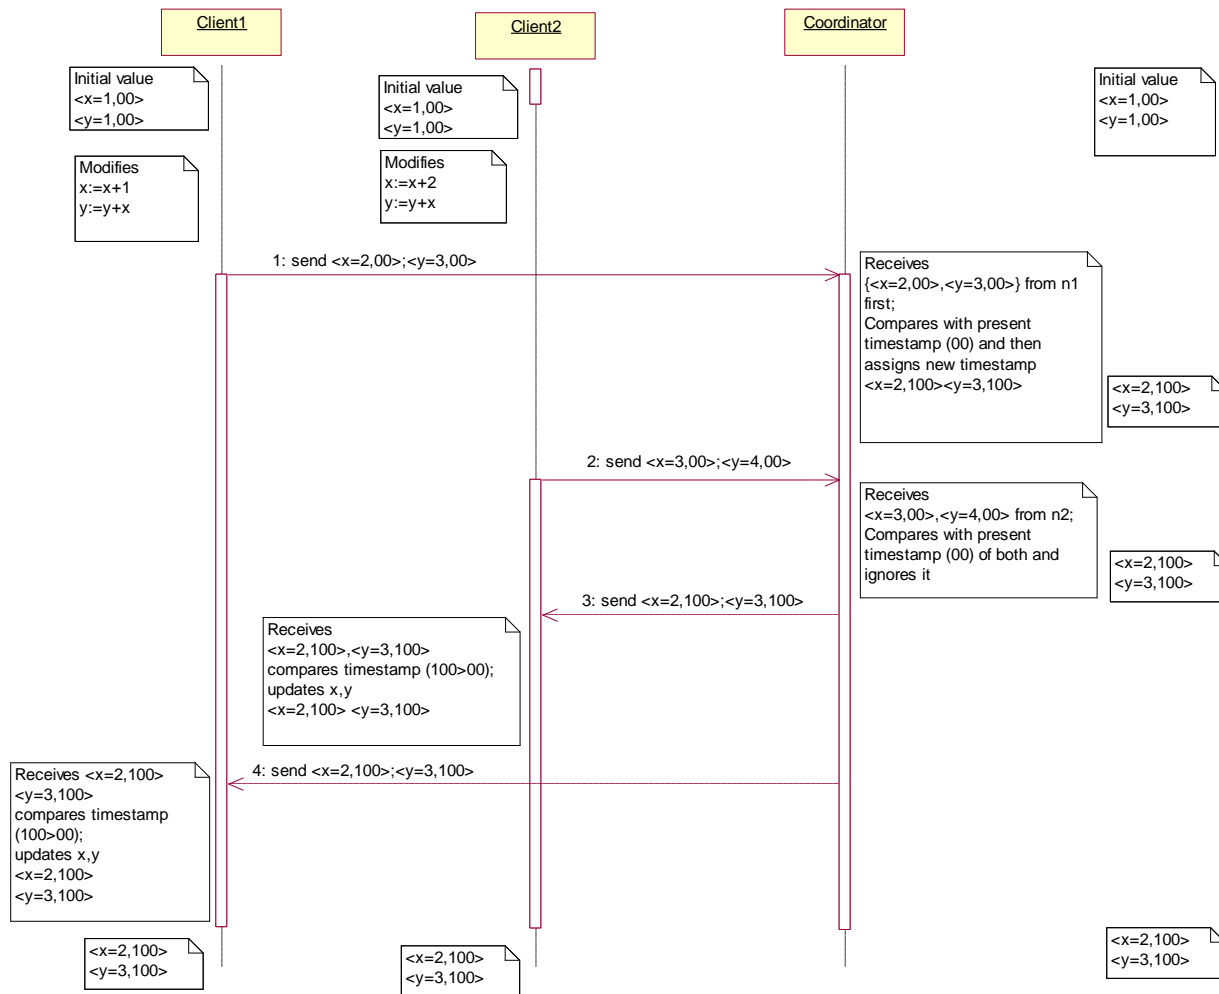 Client1
Client2
Coordinator
Initial value
<x=1,00>
<y=1,00>
Initial value
<x=1,00>
<y=1,00>
Initial value
<x=1,00>
<y=1,00>
Modifies
x:=x+1
y:=y+x
Modifies
x:=x+2
y:=y+x
1: send <x=2,00>;<y=3,00>
Receives
{<x=2,00>,<y=3,00>} from n1
first;
Compares with present
timestamp (00) and then
assigns new timestamp
<x=2,100><y=3,100>
<x=2,100>
<y=3,100>
2: send <x=3,00>;<y=4,00>
Receives
<x=3,00>,<y=4,00> from n2;
Compares with present
timestamp (00) of both and
ignores it
<x=2,100>
<y=3,100>
3: send <x=2,100>;<y=3,100>
Receives
<x=2,100>,<y=3,100>
compares timestamp (100>00);
updates x,y
<x=2,100> <y=3,100>
4: send <x=2,100>;<y=3,100>
Receives <x=2,100>
<y=3,100>
compares timestamp
(100>00);
updates x,y
<x=2,100>
<y=3,100>
<x=2,100>
<y=3,100>
<x=2,100>
<y=3,100>
<x=2,100>
<y=3,100>